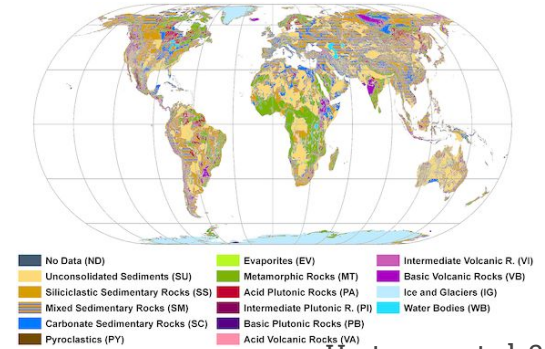 No Data (ND)
Unconsolidated Sediments (SU)
Siliciclastic Sedimentary Rocks (SS)
Mixed Sedimentary Rocks (SM)
Carbonate Sedimentary Rocks (SC)
Pyroclastics (PY)
Evaporites (EV)
Metamorphic Rocks (MT)
Acid Plutonic Rocks (PA)
Intermediate Plutonic R. (PI)
Basic Plutonic Rocks (PB)
Acid Volcanic Rocks (VA)
Intermediate Volcanic R. (VI)
Basic Volcanic Rocks (VB)
Ice and Glaciers (IG)
Water Bodies (WB)